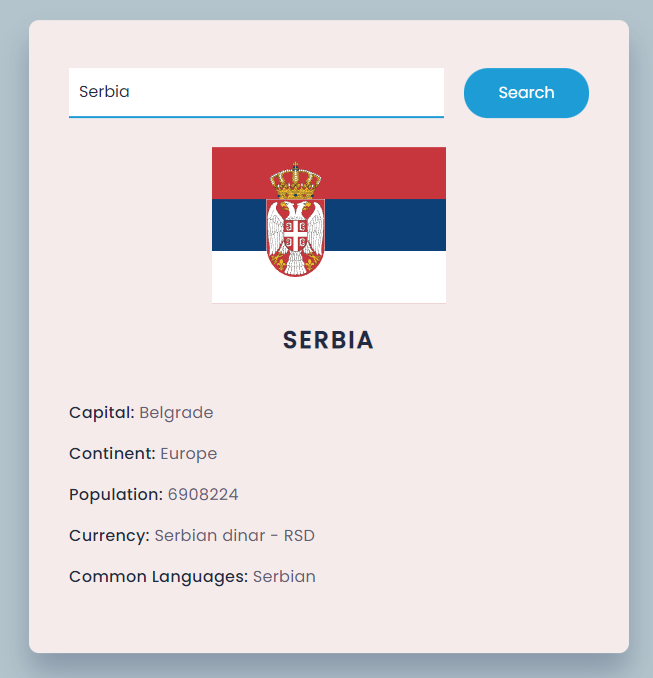 Serbia
Search
SERBIA
Capital: Belgrade
Continent: Europe
Population: 6908224
Currency: Serbian dinar - RSD
Common Languages: Serbian